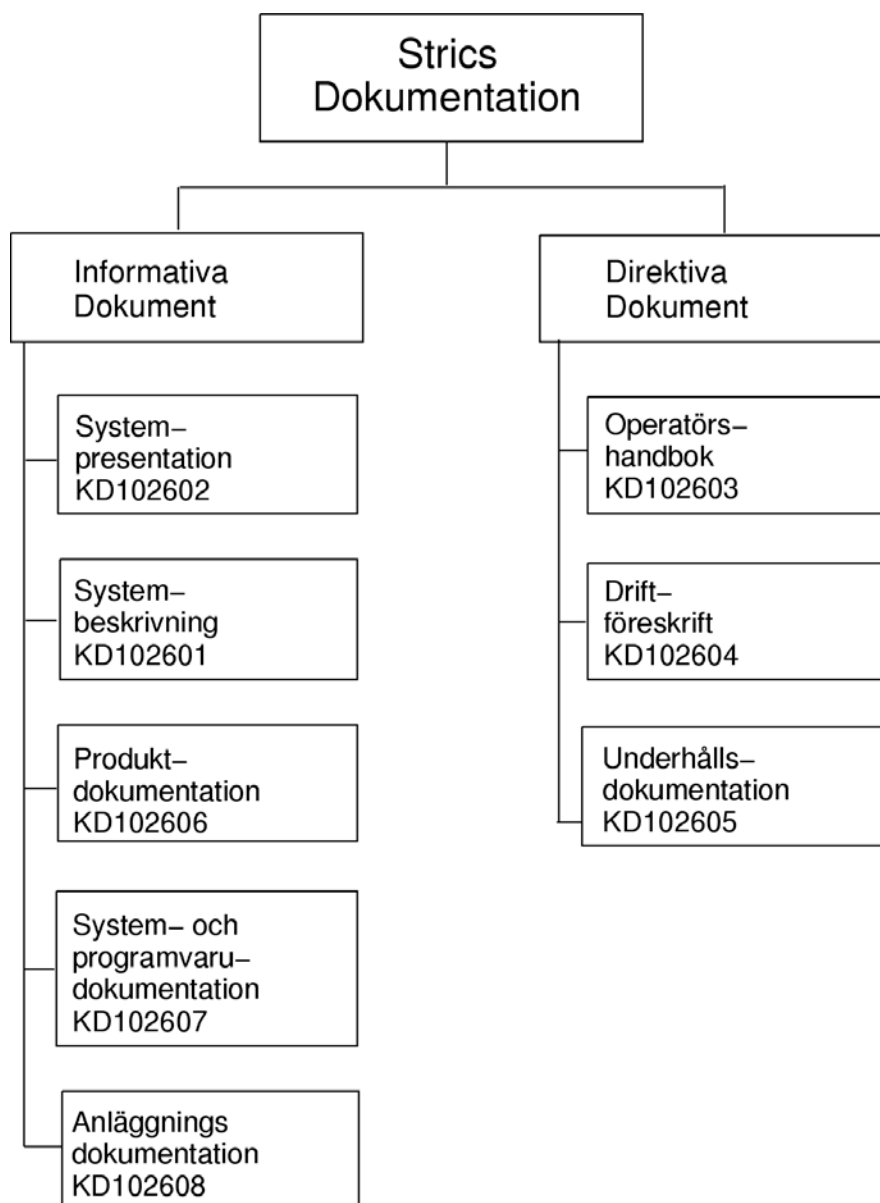 Strics
Dokumentation
Informativa
Dokument
System–
presentation
KD102602
System–
beskrivning
KD102601
Produkt–
dokumentation
KD102606
System– och
programvaru–
dokumentation
KD102607
Anläggnings
dokumentation
KD102608
Direktiva
Dokument
Operatörs–
handbok
KD102603
Drift–
föreskrift
KD102604
Underhålls–
dokumentation
KD102605